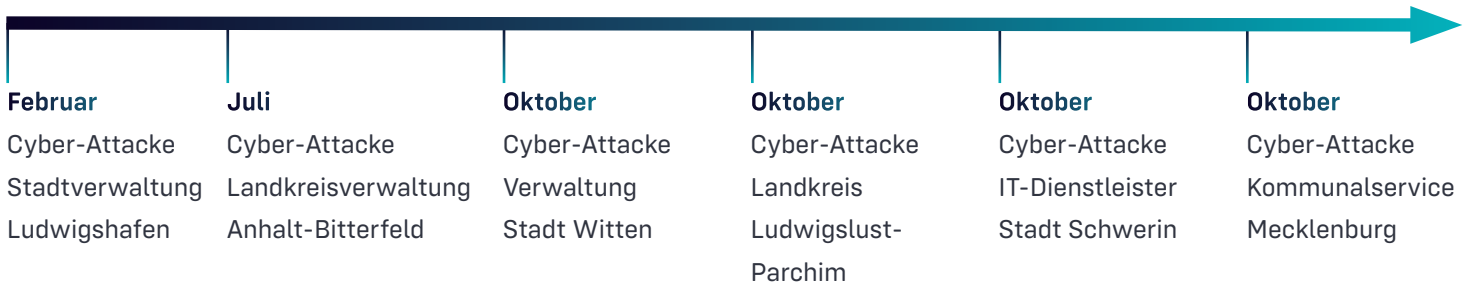 Februar
Cyber-Attacke
Stadtverwaltung
Ludwigshafen
Juli
Cyber-Attacke
Landkreisverwaltung
Anhalt-Bitterfeld
Oktober
Cyber-Attacke
Verwaltung
Stadt Witten
Oktober
Cyber-Attacke
Landkreis
Ludwigslust-
Parchim
Oktober
Cyber-Attacke
IT-Dienstleister
Stadt Schwerin
Oktober
Cyber-Attacke
Kommunalservice
Mecklenburg